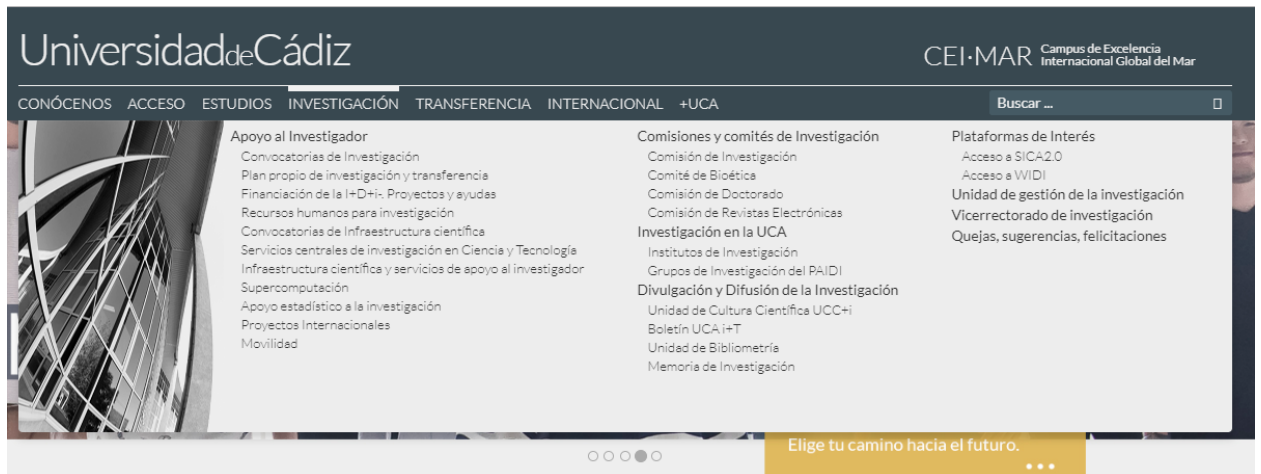 UniversidaddeCádiz
CEI·MAR Campus de Excelencia
Internacional Global del Mar
CONÓCENOS ACCESO ESTUDIOS INVESTIGACIÓN TRANSFERENCIA INTERNACIONAL +UCA
Buscar ...
Apoyo al Investigador
Convocatorias de Investigación
Plan propio de investigación y transferencia
Financiación de la I+D+i-. Proyectos y ayudas
Recursos humanos para investigación
Convocatorias de Infraestructura científica
Servicios centrales de investigación en Ciencia y Tecnología
Infraestructura científica y servicios de apoyo al investigador
Supercomputación
Apoyo estadístico a la investigación
Proyectos Internacionales
Movilidad
Comisiones y comités de Investigación
Comisión de Investigación
Comité de Bioética
Comisión de Doctorado
Comisión de Revistas Electrónicas
Investigación en la UCA
Institutos de Investigación
Grupos de Investigación del PAIDI
Divulgación y Difusión de la Investigación
Unidad de Cultura Científica UCC+i
Boletín UCA i+T
Unidad de Bibliometría
Memoria de Investigación
Plataformas de Interés
Acceso a SICA2.0
Acceso a WIDI
Unidad de gestión de la investigación
Vicerrectorado de investigación
Quejas, sugerencias, felicitaciones
Elige tu camino hacia el futuro.